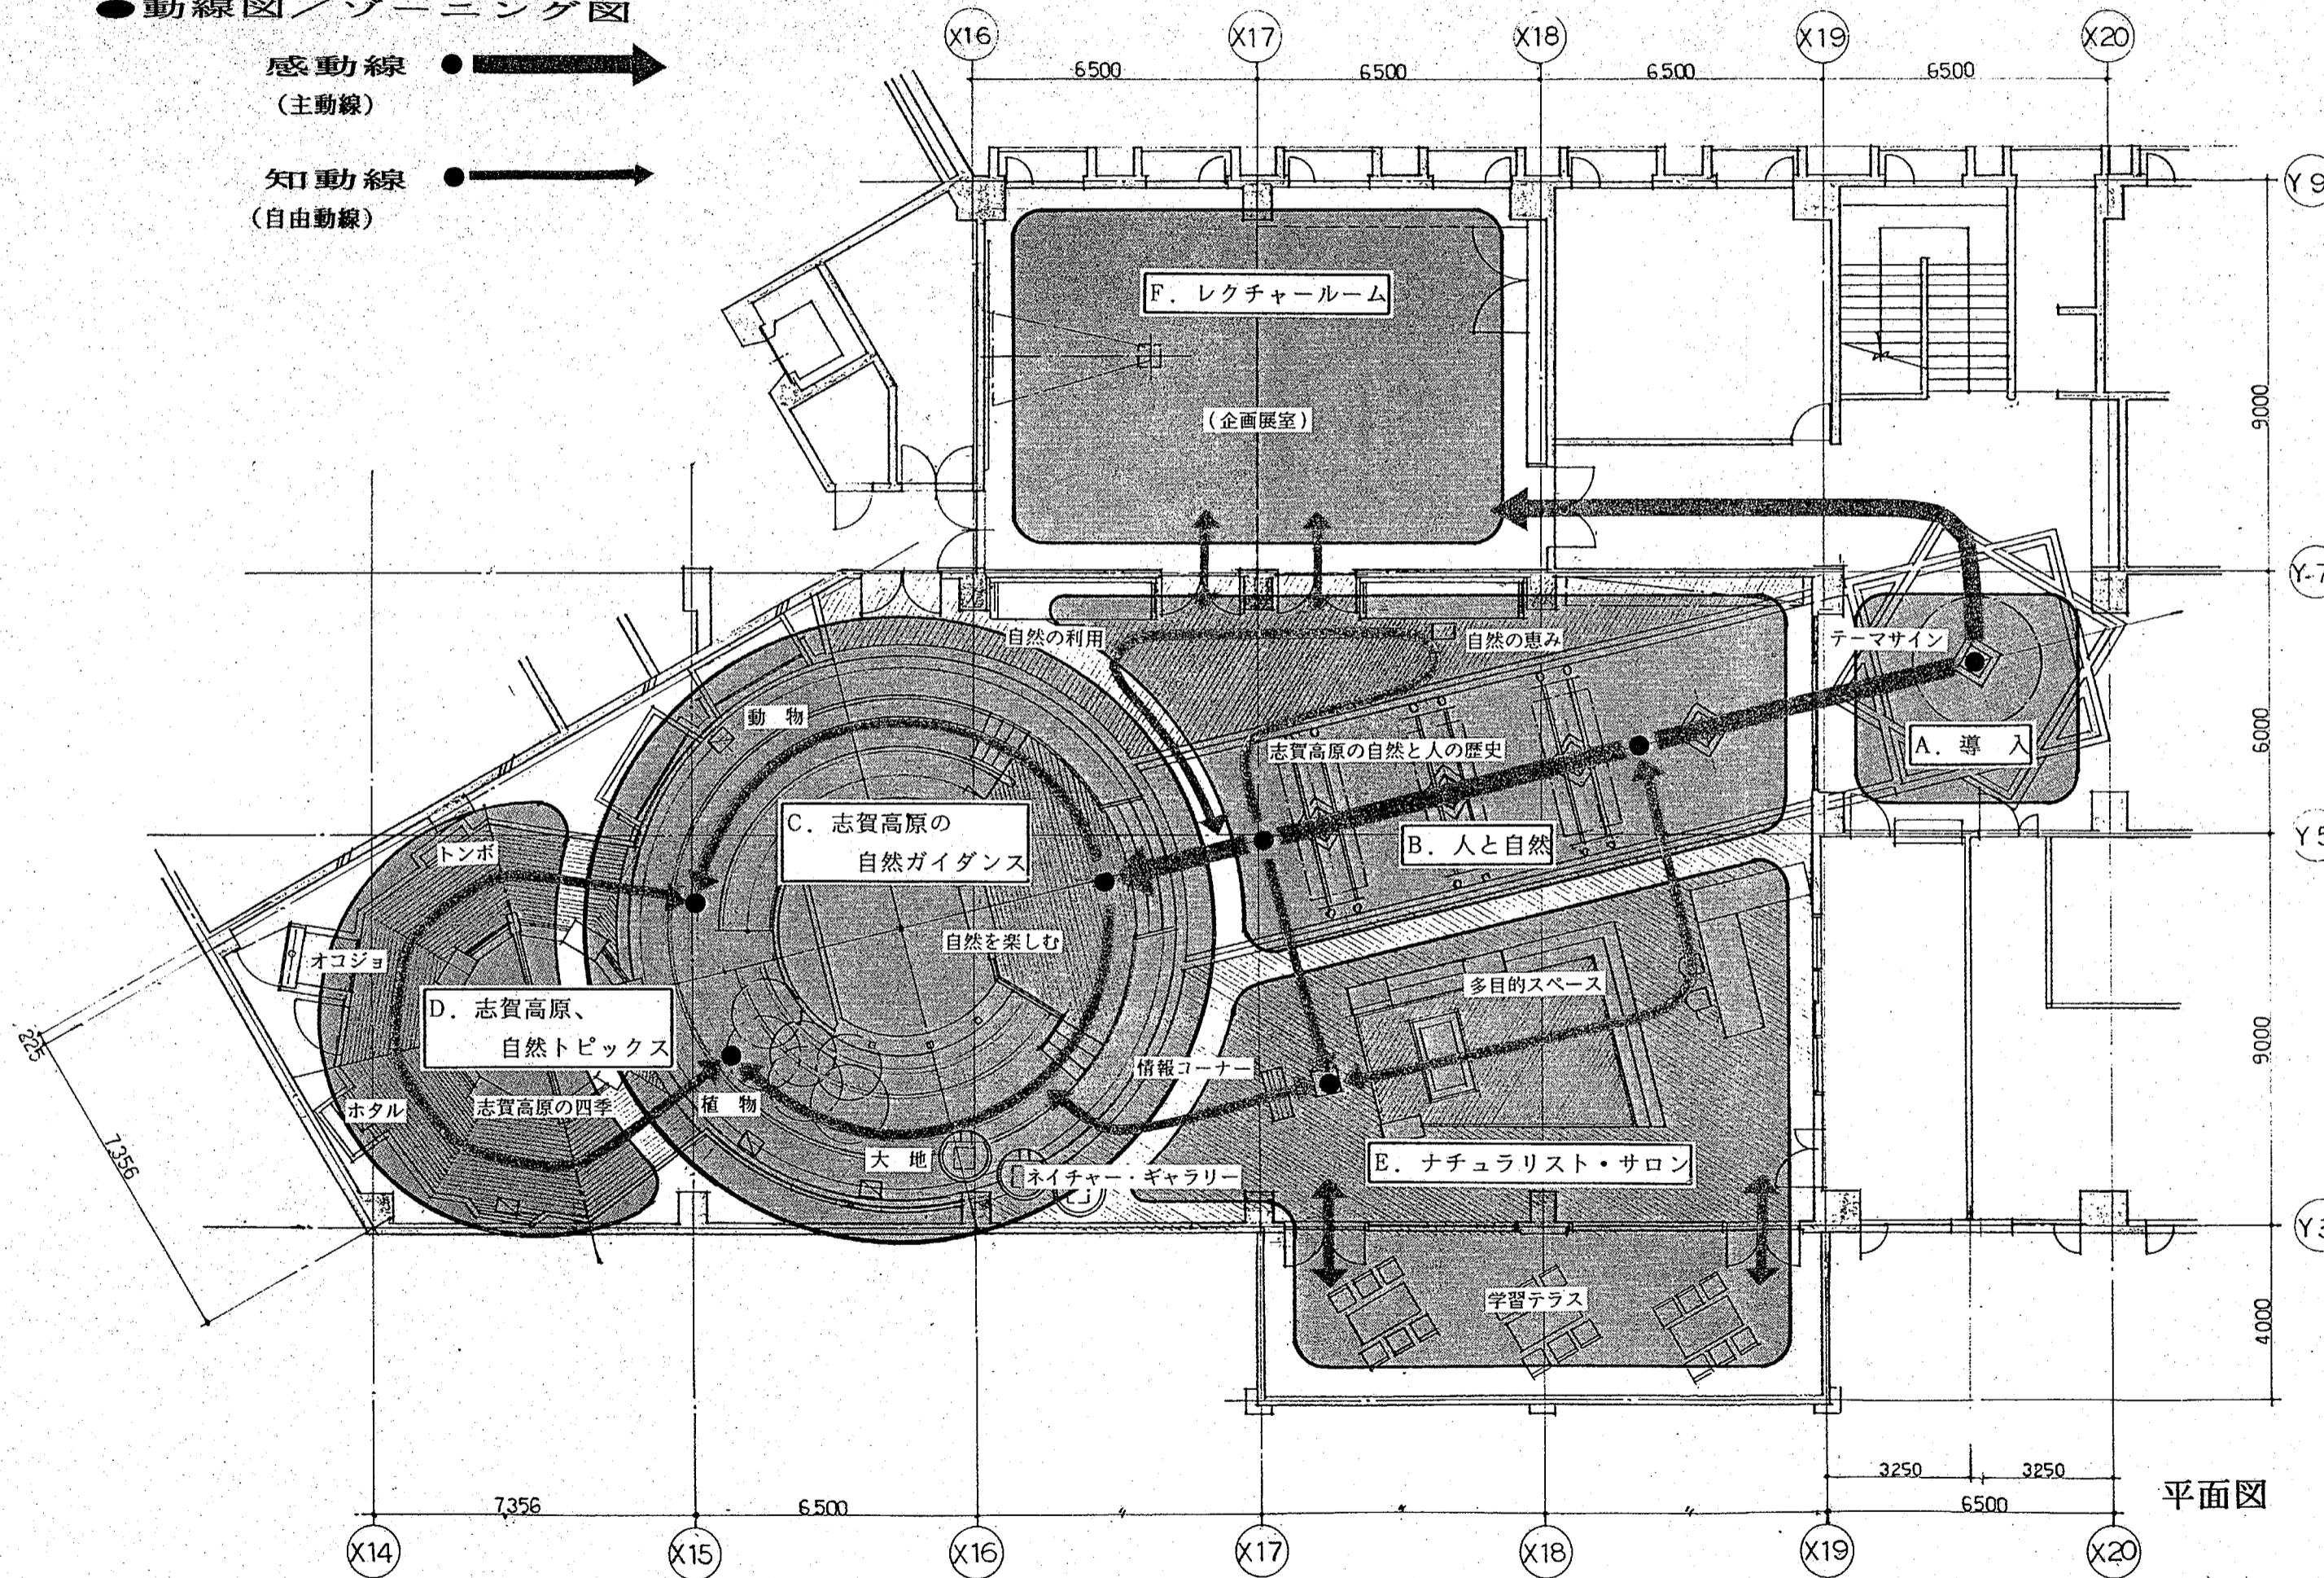 ●動線図／ゾーニング図
感動線
（主動線）
知動線
（自由動線）
X16
X17
X18
X19
X20
6500
6500
6500
6500
Y9
F．レクチャールーム
（企画展室）
9000
Y-7
自然の利用
自然の恵み
テーマサイン
動　物
志賀高原の自然と人の歴史
A．導　入
6000
C．志賀高原の
自然ガイダンス
B．人と自然
Y5
トンボ
自然を楽しむ
オコジョ
多目的スペース
D．志賀高原、
自然トピックス
225
9000
情報コーナー
ホタル
志賀高原の四季
植　物
7356
大　地
ネイチャー・ギャラリー
E．ナチュラリスト・サロン
Y3
学習テラス
4000
3250
3250
7356
6500
〃
〃
6500
平面図
X14
X15
X16
X17
X18
X19
X20